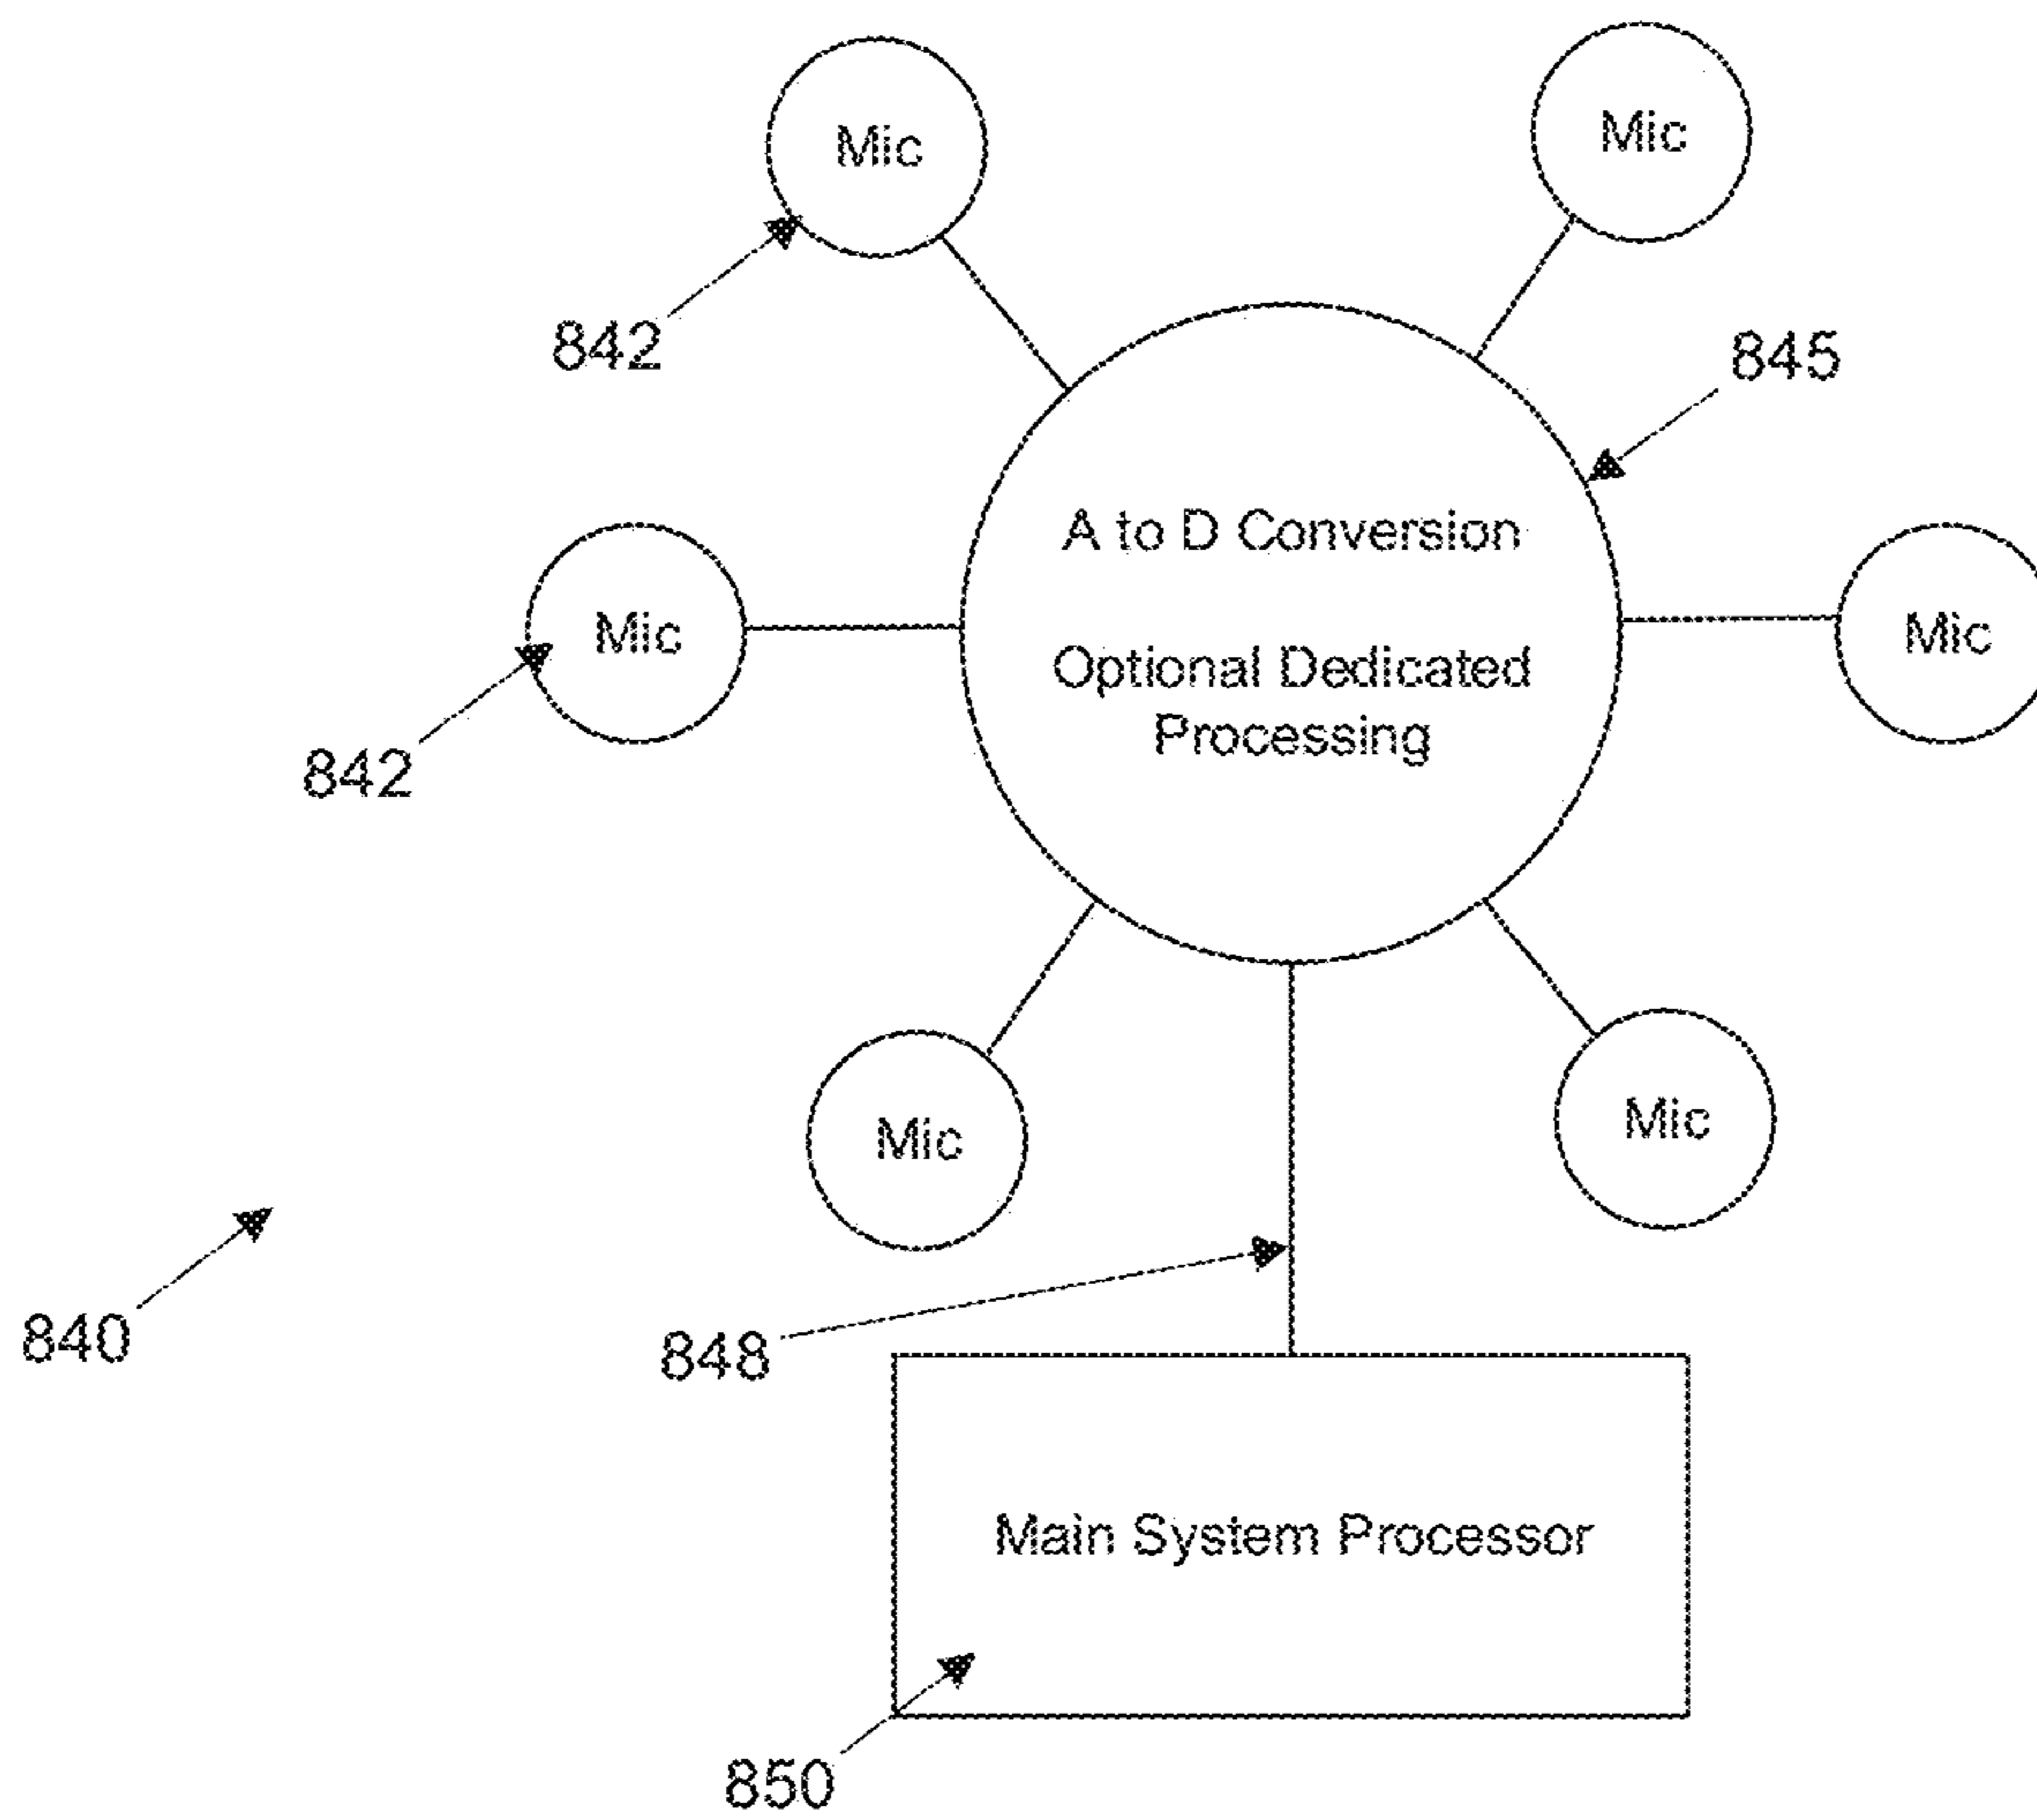 Mic
Mic
842
845
A to D Conversion
Mic
Optional Dedicated
Mic
Processing
842
Mic
Mic
840
848
Main System Processor
850